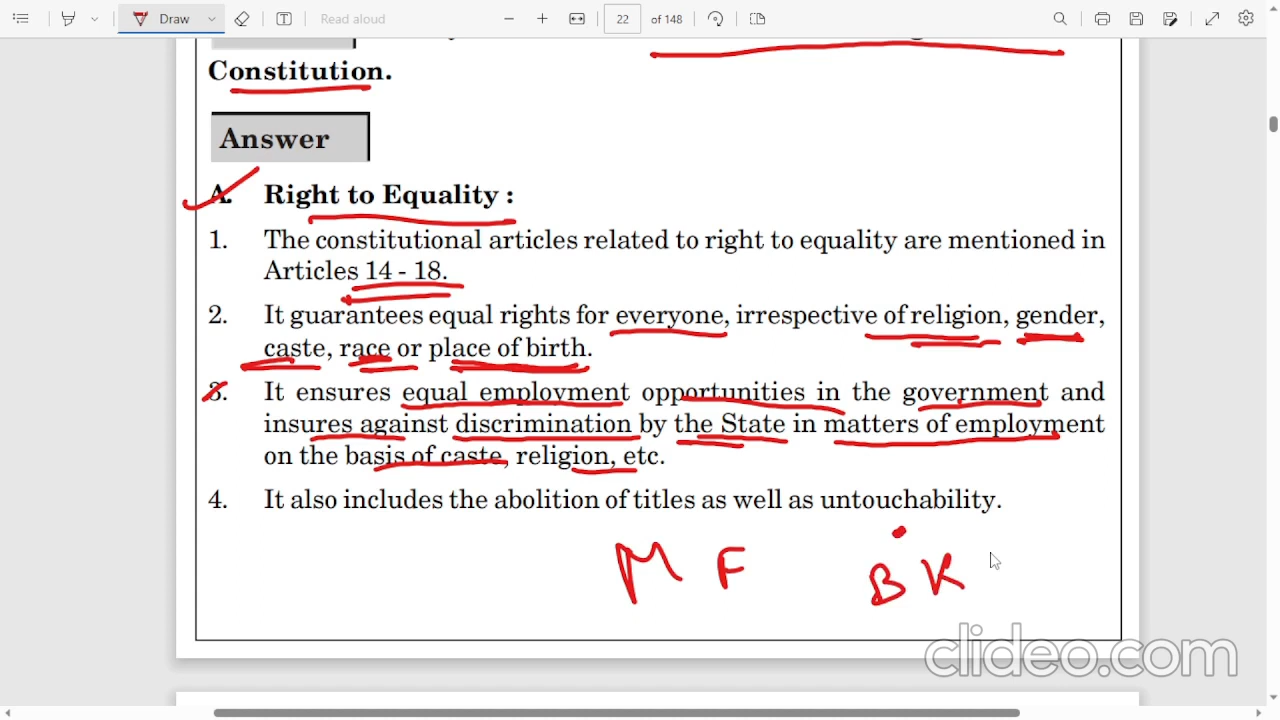 Draw
Read aloud
22 of 148
Constitution.
Answer
A. Right to Equality :
1. The constitutional articles related to right to equality are mentioned in
Articles 14 - 18.
2. It guarantees equal rights for everyone, irrespective of religion, gender,
caste, race or place of birth.
3. It ensures equal employment opportunities in the government and
insures against discrimination by the State in matters of employment
on the basis of caste, religion, etc.
4. It also includes the abolition of titles as well as untouchability.
M F B K
clideo.com